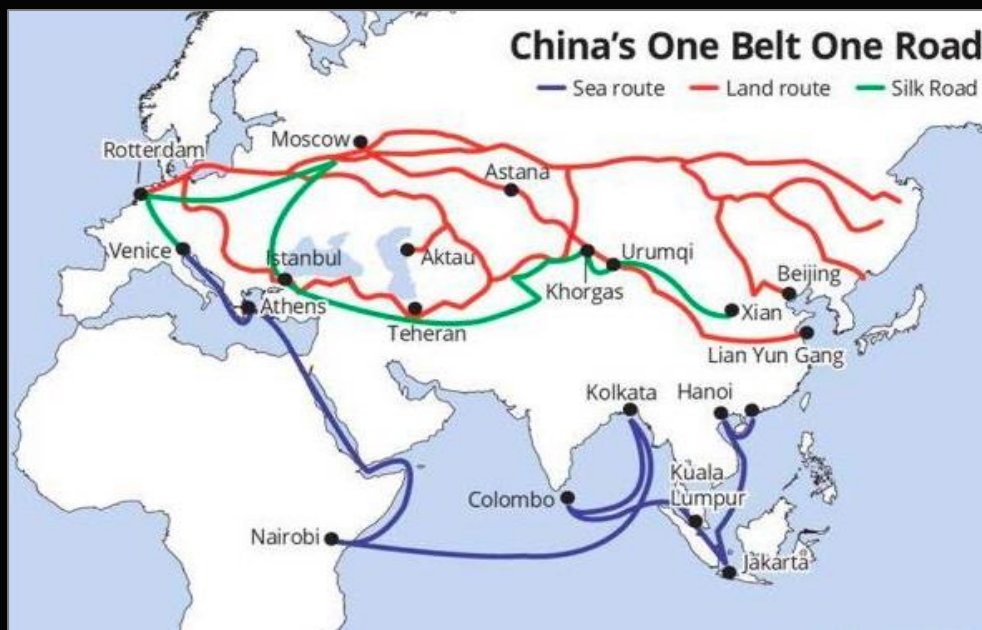 China's One Belt One Road
Sea route
Land route
Silk Road
Moscow
Rotterdam
Astana
Venice
Istanbul
Aktau
Urumqi
Khorgas
Beijing
Athens
Xian
Teheran
Lian Yun Gang
Kolkata
Hanoi
Kuala
Lumpur
Colombo
Nairobi
Jakarta